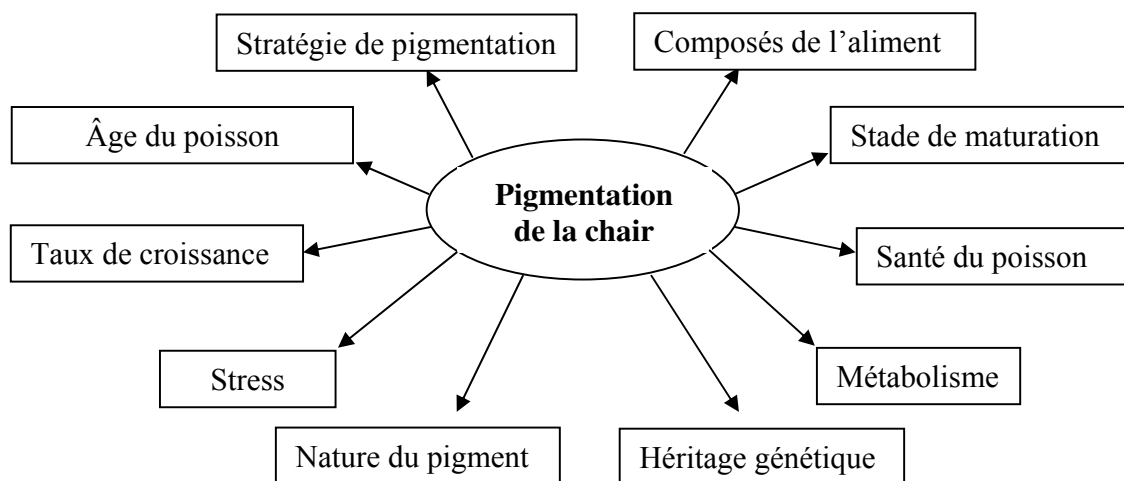 Stratégie de pigmentation
Composés de l'aliment
Âge du poisson
Stade de maturation
Pigmentation
de la chair
Taux de croissance
Santé du poisson
Stress
Métabolisme
Nature du pigment
Héritage génétique